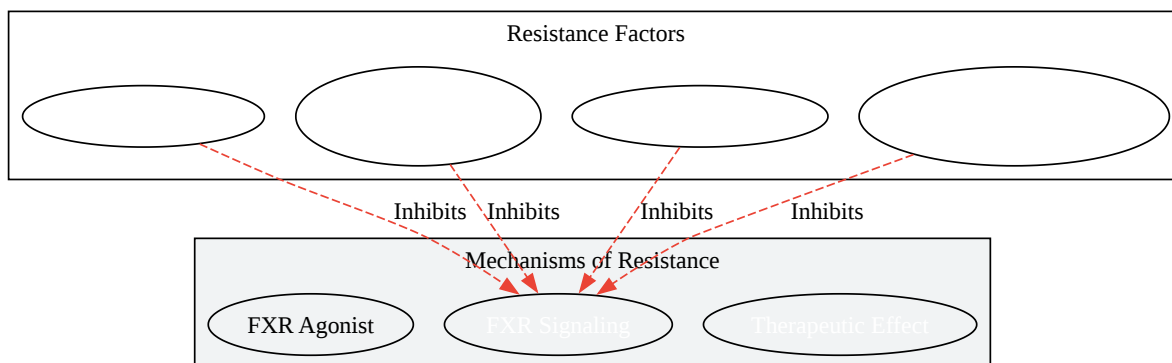 Resistance Factors
Inhibits
Inhibits
Inhibits
Inhibits
Mechanisms of Resistance
FXR Agonist
FXR Signaling
Therapeutic Effect